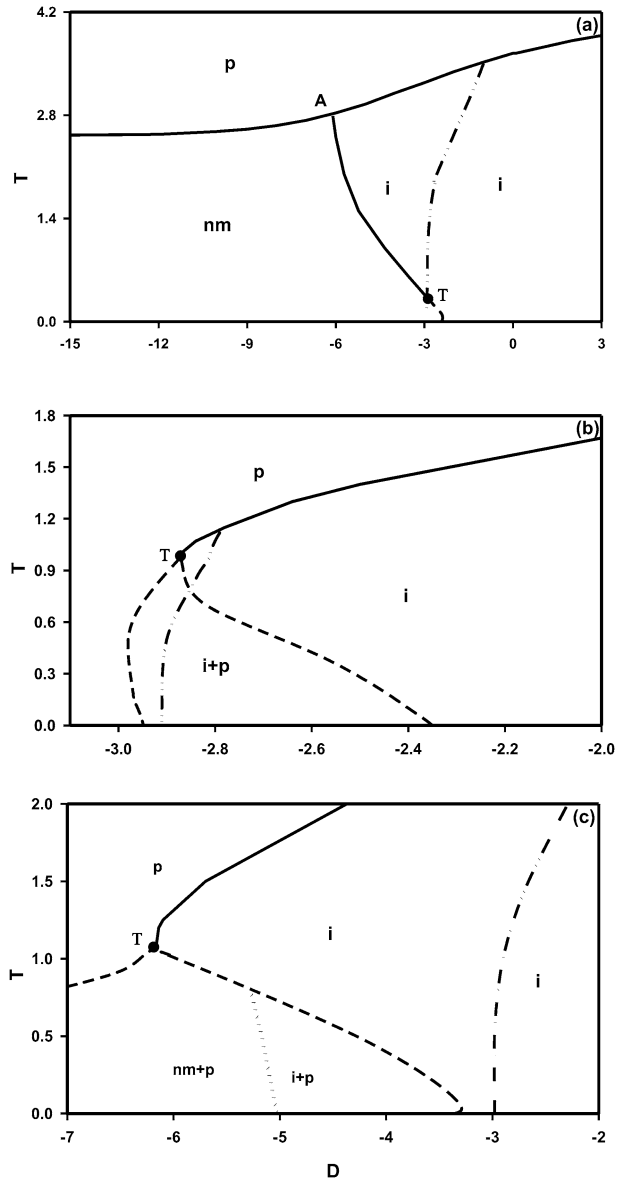 4.2
(a)
p
A
2.8
T
i
i
1.4
nm
T
0.0
-15 -12 -9 -6 -3 0 3
1.8
(b)
p
1.5
1.2
T
T
0.9
i
0.6
i+p
0.3
0.0
-3.0 -2.8 -2.6 -2.4 -2.2 -2.0
2.0
(c)
p
1.5
T
i
T
1.0
i
0.5
nm+p
i+p
0.0
-7 -6 -5 -4 -3 -2
D